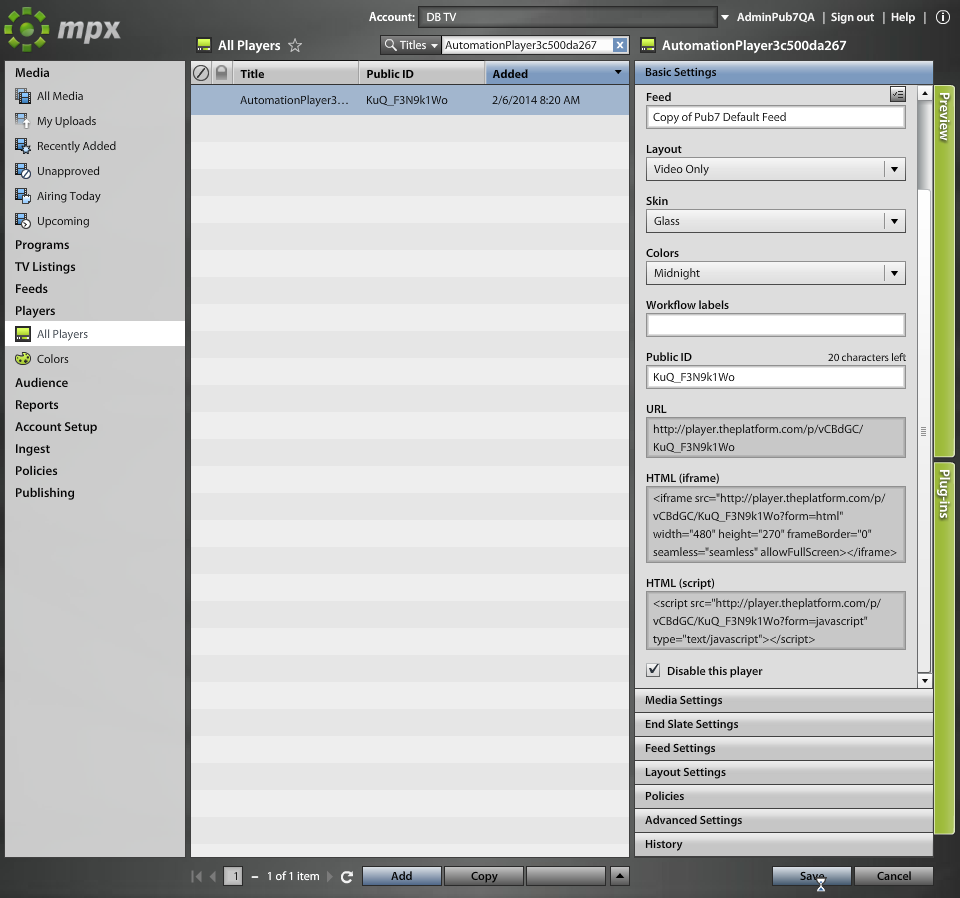 mpx
Account: DB TV AdminPub7QA | Sign out | Help |
All Players
Titles AutomationPlayer3c500da267
AutomationPlayer3c500da267
Media
All Media
My Uploads
Recently Added
Unapproved
Airing Today
Upcoming
Programs
TV Listings
Feeds
Players
All Players
Colors
Audience
Reports
Account Setup
Ingest
Policies
Publishing
Title Public ID Added
AutomationPlayer3... KuQ_F3N9k1Wo 2/6/2014 8:20 AM
Basic Settings
Feed
Copy of Pub7 Default Feed
Layout
Video Only
Skin
Glass
Colors
Midnight
Workflow labels
Public ID 20 characters left
KuQ_F3N9k1Wo
URL
http://player.theplatform.com/p/vCBdGC/
KuQ_F3N9k1Wo
HTML (iframe)
<iframe src="http://player.theplatform.com/p/
vCBdGC/KuQ_F3N9k1Wo?form=html"
width="480" height="270" frameBorder="0"
seamless="seamless" allowFullScreen></iframe>
HTML (script)
<script src="http://player.theplatform.com/p/
vCBdGC/KuQ_F3N9k1Wo?form=javascript"
type="text/javascript"></script>
Disable this player
Media Settings
End Slate Settings
Feed Settings
Layout Settings
Policies
Advanced Settings
History
Preview
Plug-ins
1 – 1 of 1 item
Add
Copy
Save
Cancel